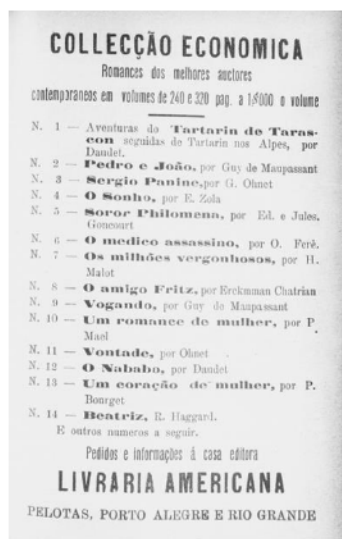 COLLECÇÃO ECONOMICA
Romances dos melhores auctores
contemporaneos em volumes de 240 e 320 pag. a 1$000 o volume
N. 1 — Aventuras de Tartarin de Taras-
con seguidas de Tartarin nos Alpes, por
Daudet.
N. 2 — Pedro e João, por Guy de Maupassant
N. 3 — Sergio Panine, por G. Ohnet
N. 4 — O Sonho, por E. Zola
N. 5 — Soror Philomena, por Ed. e Jules,
Goncourt
N. 6 — O medico assassino, por O. Ferè.
N. 7 — Os milhões vergonhosos, por H.
Malot
N. 8 — O amigo Fritz, por Erckmman Chatrian
N. 9 — Vogando, por Guy de Maupassant
N. 10 — Um romance de mulher, por P.
Mael
N. 11 — Vontade, por Ohnet
N. 12 — O Nababo, por Daudet
N. 13 — Um coração de mulher, por P.
Bourget
N. 14 — Beatriz, R. Haggard.
E outros numeros a seguir.
Pedidos e informações á casa editora
LIVRARIA AMERICANA
PELOTAS, PORTO ALEGRE E RIO GRANDE